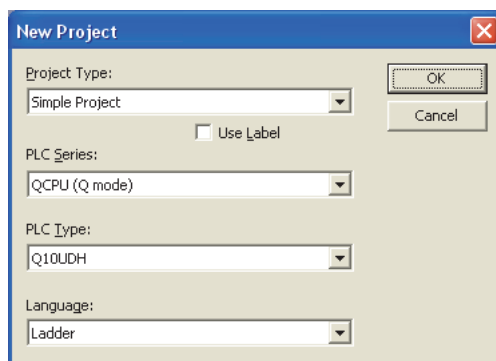 New Project
Project Type:
OK
Simple Project
Cancel
Use Label
PLC Series:
QCPU (Q mode)
PLC Type:
Q10UDH
Language:
Ladder